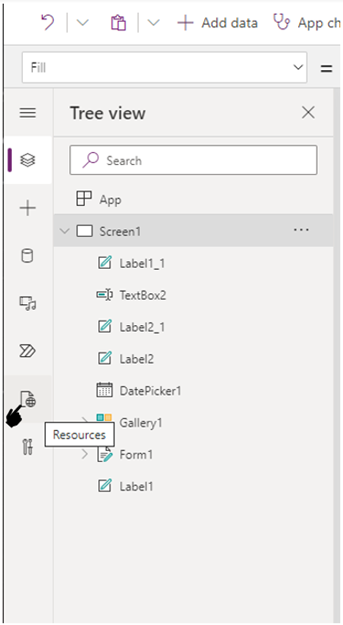 Add data
App ch
Fill
=
Tree view
Search
App
Screen1
...
Label1_1
TextBox2
Label2_1
Label2
DatePicker1
Gallery1
Resources
Form1
Label1